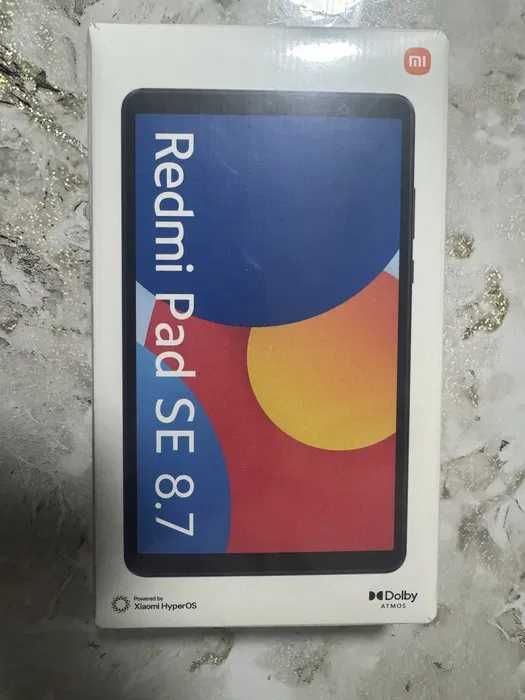 mi
Redmi Pad SE 8.7
Powered by
Xiaomi HyperOS
Dolby
ATMOS